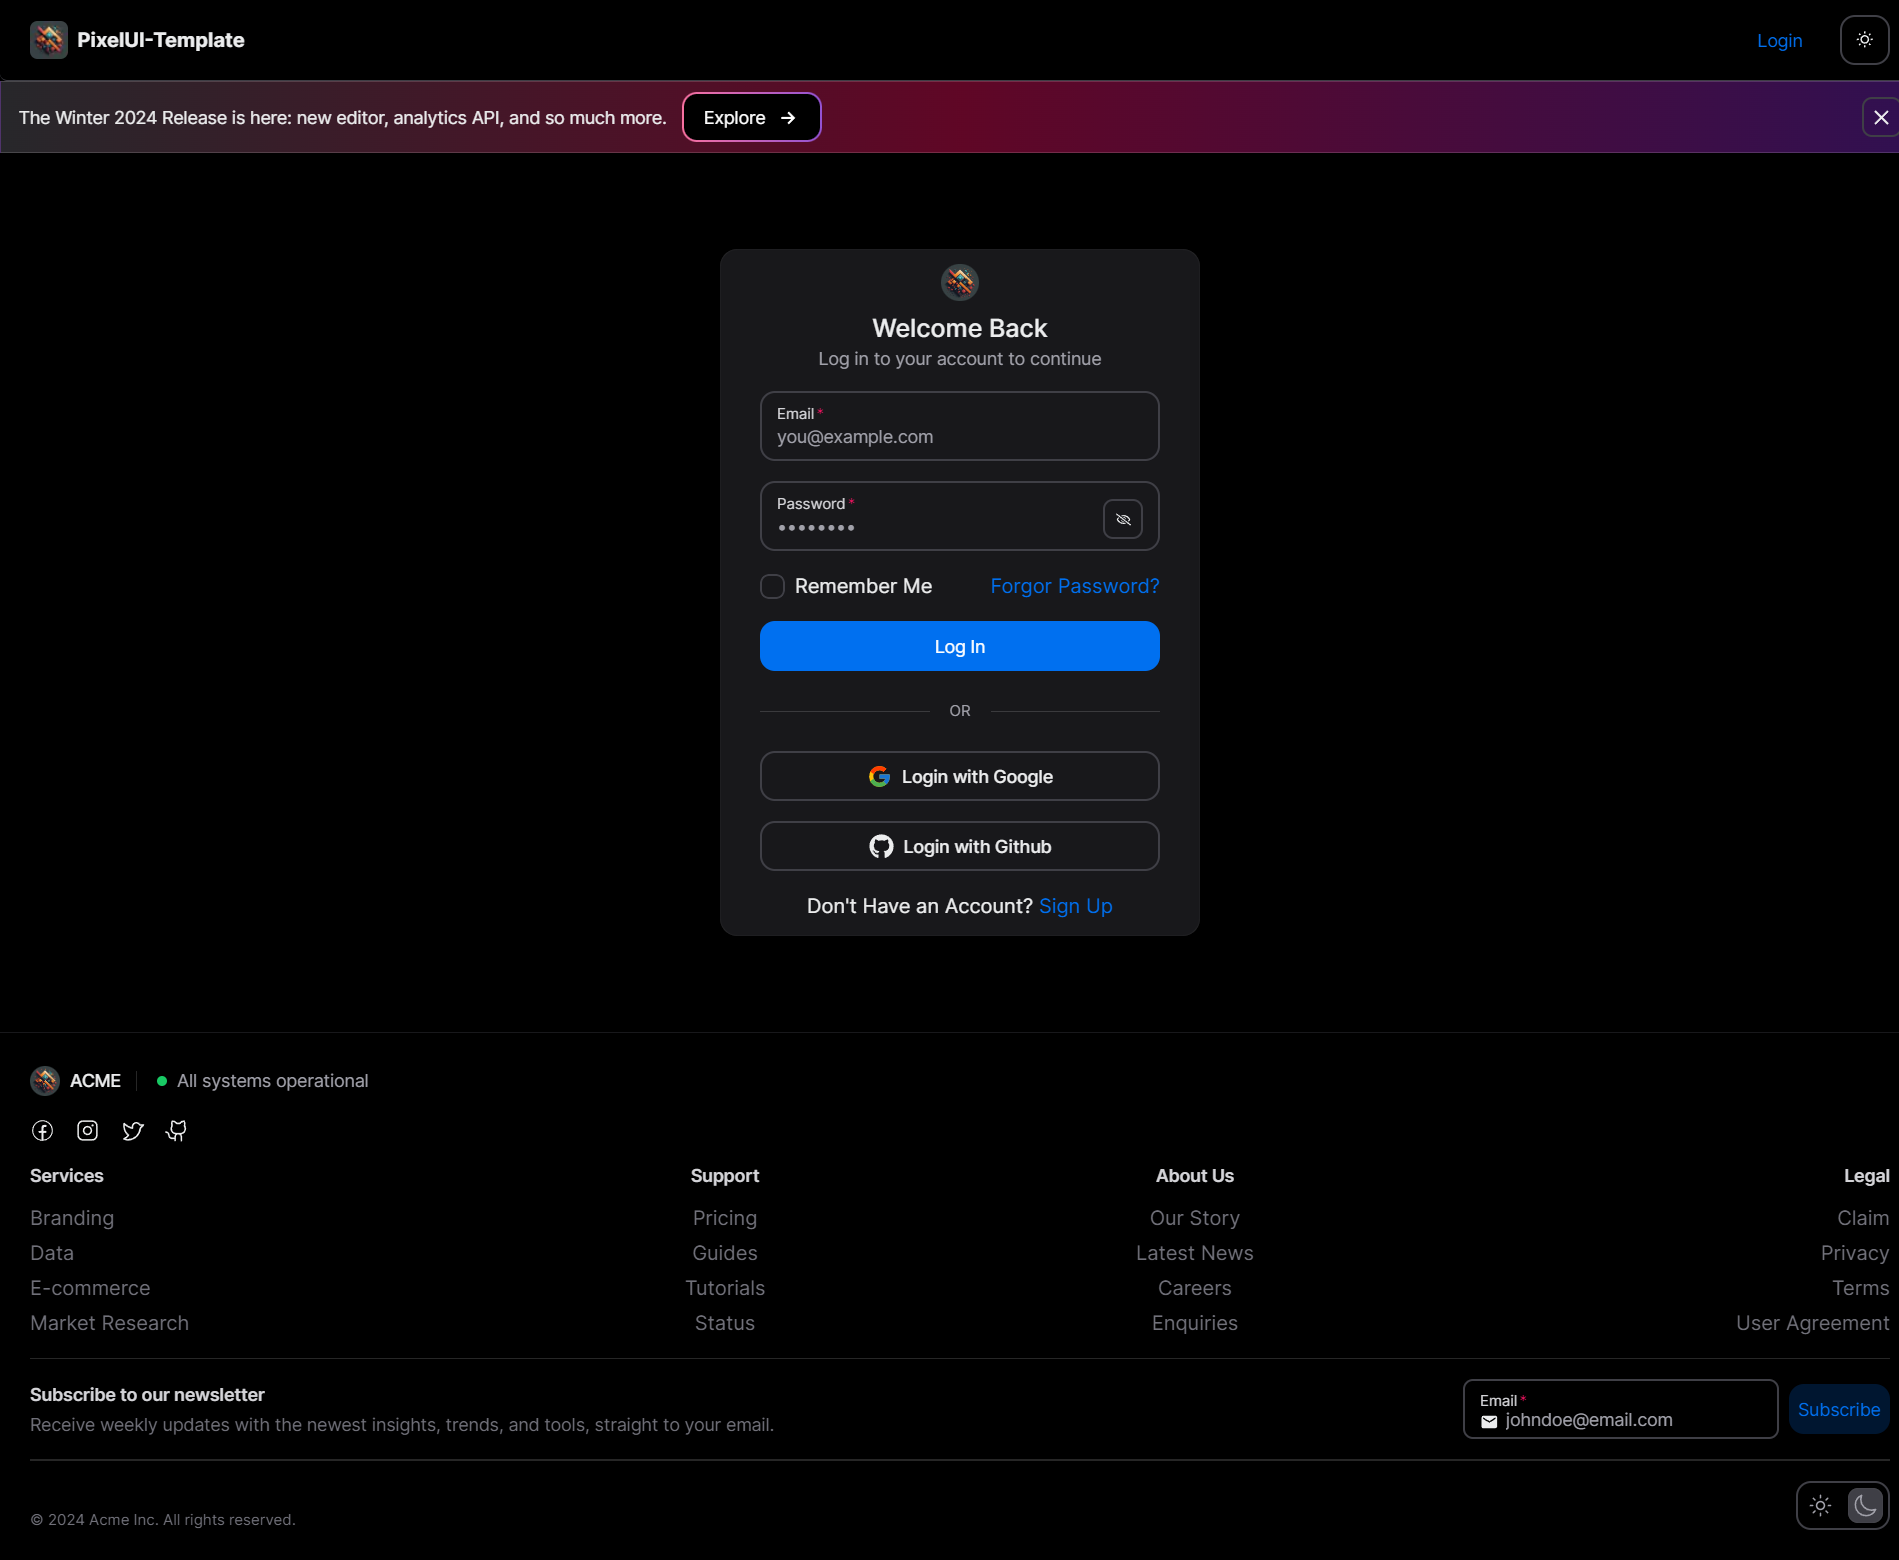 PixelUI-Template
Login
The Winter 2024 Release is here: new editor, analytics API, and so much more.
Explore
Welcome Back
Log in to your account to continue
Email*
you@example.com
Password*
Remember Me
Forgor Password?
Log In
OR
Login with Google
Login with Github
Don't Have an Account? Sign Up
ACME
All systems operational
Services
Branding
Data
E-commerce
Market Research
Support
Pricing
Guides
Tutorials
Status
About Us
Our Story
Latest News
Careers
Enquiries
Legal
Claim
Privacy
Terms
User Agreement
Subscribe to our newsletter
Receive weekly updates with the newest insights, trends, and tools, straight to your email.
Email*
johndoe@email.com
Subscribe
© 2024 Acme Inc. All rights reserved.